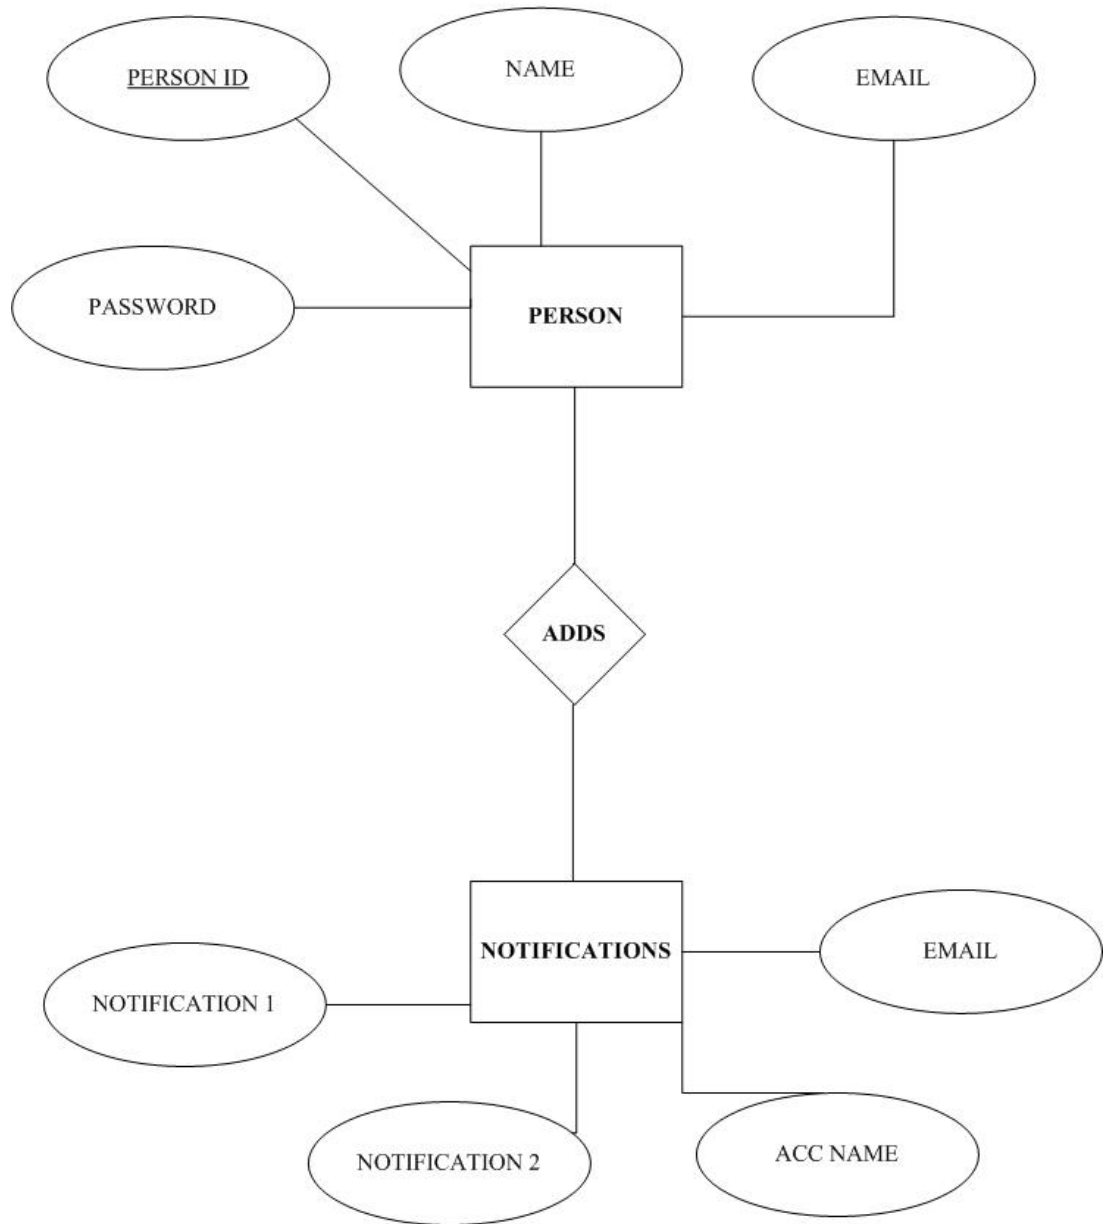 PERSON ID
NAME
EMAIL
PASSWORD
PERSON
ADDS
NOTIFICATIONS
EMAIL
NOTIFICATION 1
NOTIFICATION 2
ACC NAME